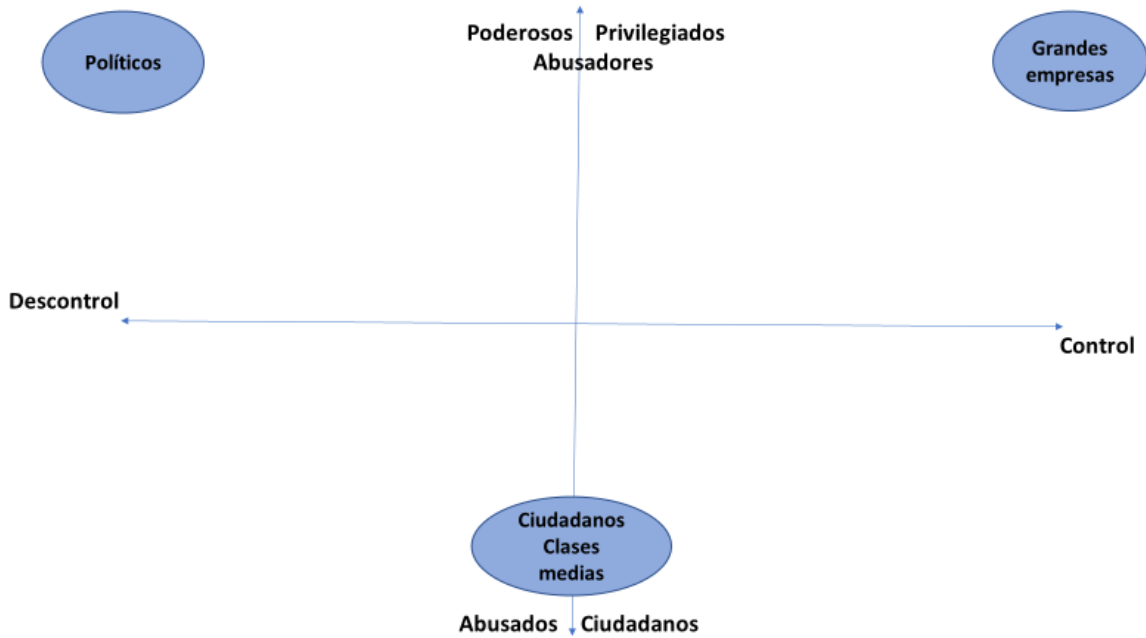 Poderosos Privilegiados
Abusadores
Políticos
Grandes
empresas
Descontrol
Control
Ciudadanos
Clases
medias
Abusados Ciudadanos